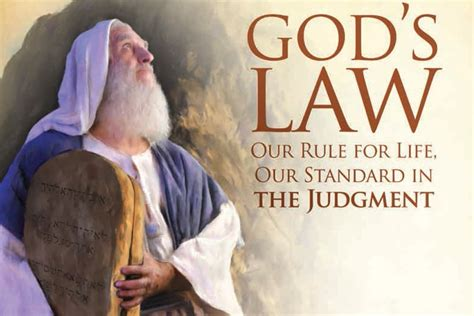 GOD'S
LAW
OUR RULE FOR LIFE,
OUR STANDARD IN
THE JUDGMENT